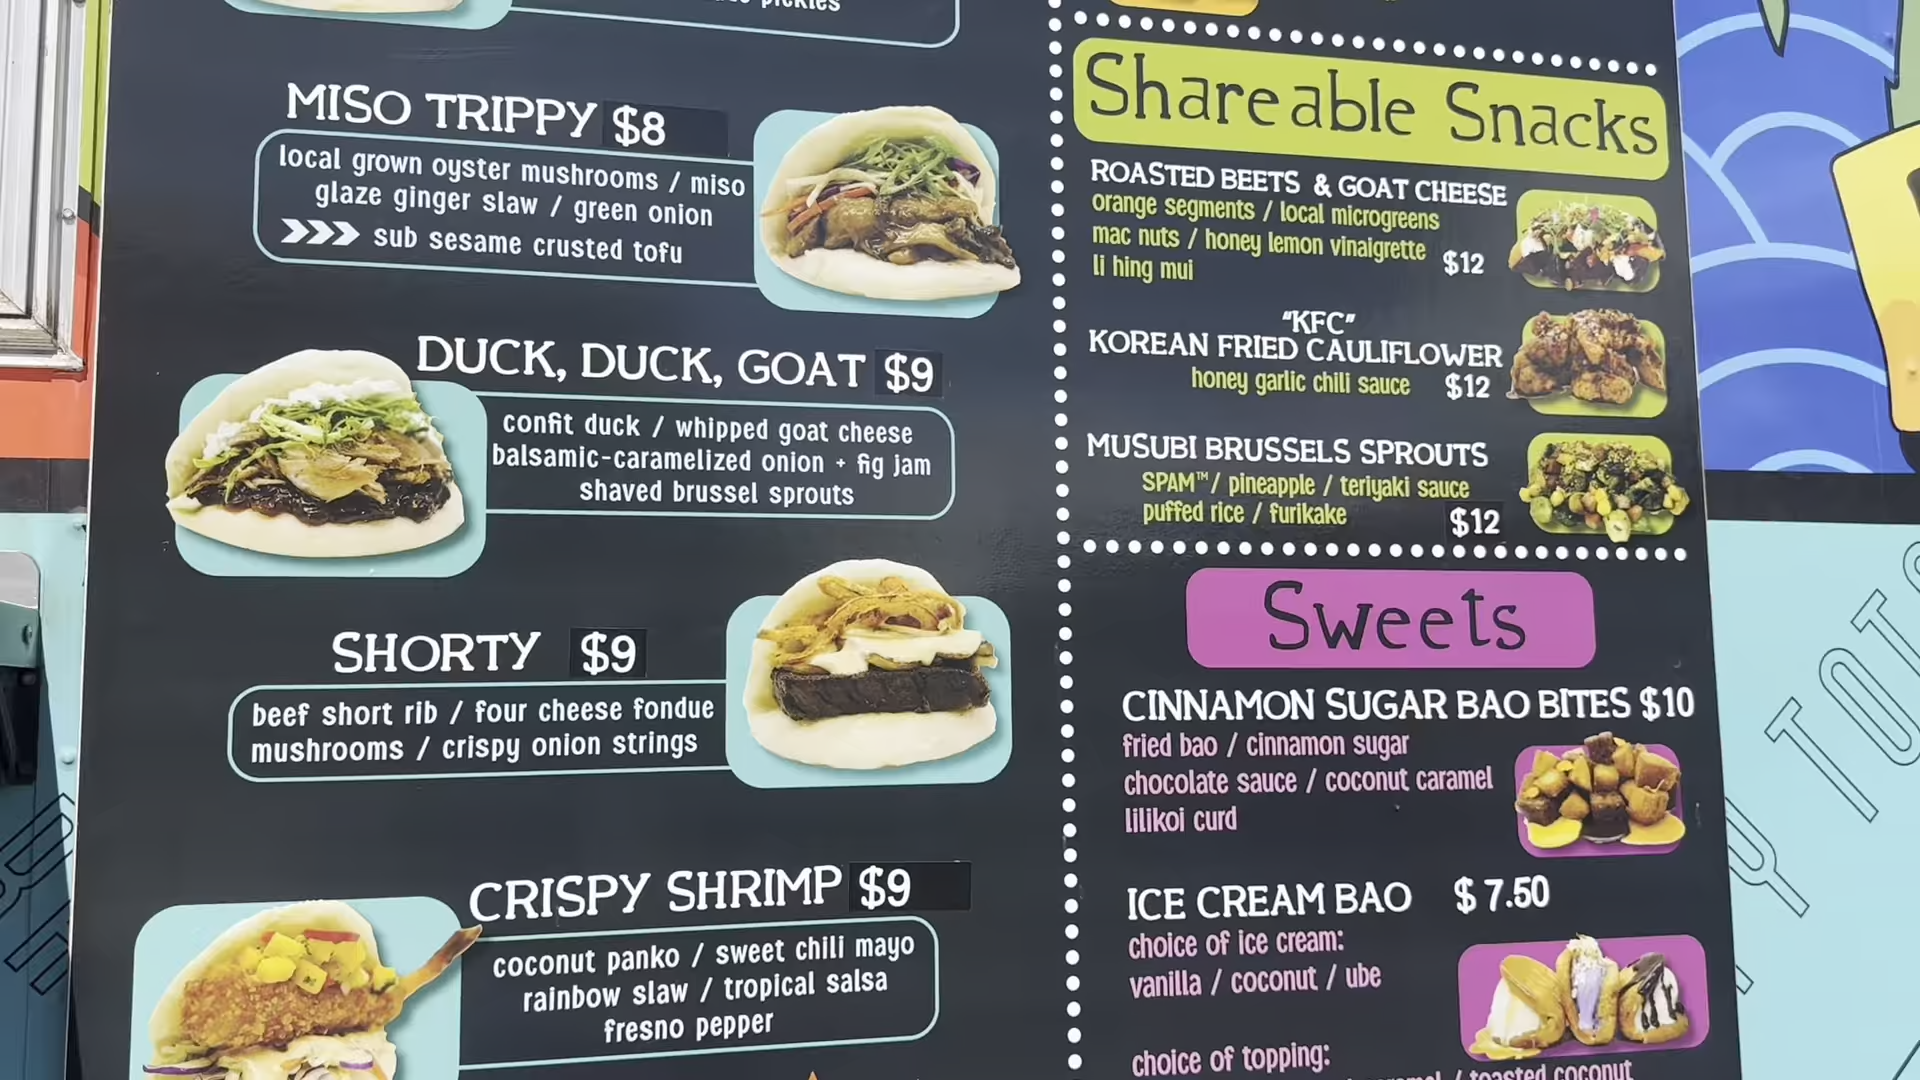 pickles
MISO TRIPPY $8
local grown oyster mushrooms / miso
glaze ginger slaw / green onion
>>> sub sesame crusted tofu
DUCK, DUCK, GOAT $9
confit duck / whipped goat cheese
balsamic-caramelized onion + fig jam
shaved brussel sprouts
SHORTY $9
beef short rib / four cheese fondue
mushrooms / crispy onion strings
CRISPY SHRIMP $9
coconut panko / sweet chili mayo
rainbow slaw / tropical salsa
fresno pepper
Shareable Snacks
ROASTED BEETS & GOAT CHEESE
orange segments / local microgreens
mac nuts / honey lemon vinaigrette $12
li hing mui
"KFC"
KOREAN FRIED CAULIFLOWER
honey garlic chili sauce $12
MUSUBI BRUSSELS SPROUTS
SPAM™/ pineapple / teriyaki sauce
puffed rice / furikake $12
Sweets
CINNAMON SUGAR BAO BITES $10
fried bao / cinnamon sugar
chocolate sauce / coconut caramel
lilikoi curd
ICE CREAM BAO $7.50
choice of ice cream:
vanilla / coconut / ube
choice of topping:
/ toasted coconut